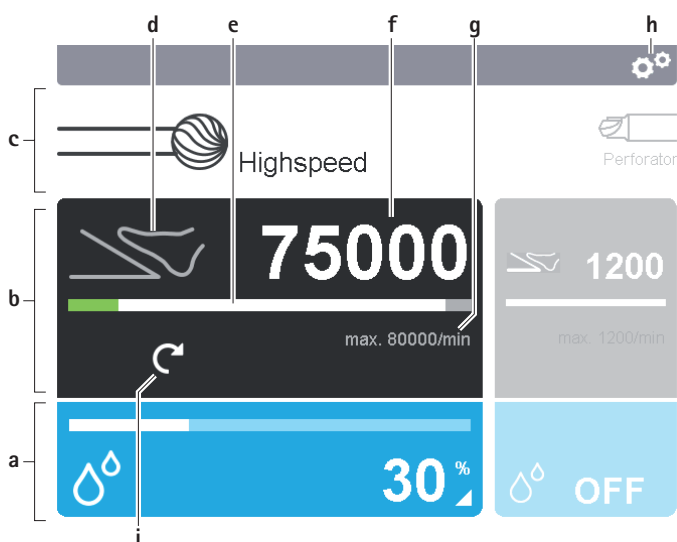 d e f g h
c
Highspeed
Perforator
b
75000
1200
max. 80000/min
max. 1200/min
a
30 %
OFF
i